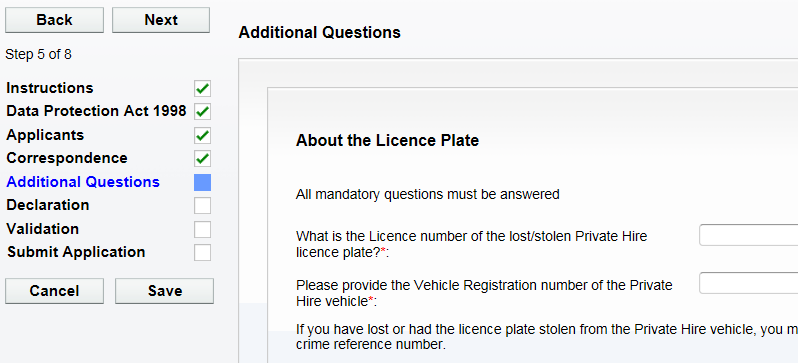 Back
Next
Step 5 of 8
Instructions
Data Protection Act 1998
Applicants
Correspondence
Additional Questions
Declaration
Validation
Submit Application
Cancel
Save
Additional Questions
About the Licence Plate
All mandatory questions must be answered
What is the Licence number of the lost/stolen Private Hire
licence plate?*:
Please provide the Vehicle Registration number of the Private
Hire vehicle*:
If you have lost or had the licence plate stolen from the Private Hire vehicle, you
crime reference number.